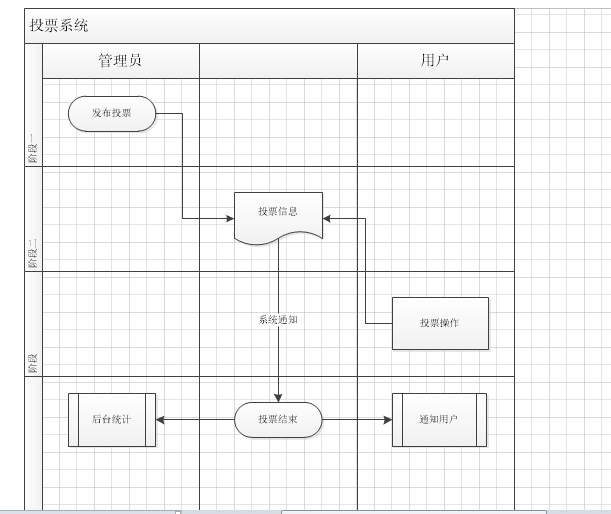 投票系统
管理员
用户
发布投票
阶段一
投票信息
阶段二
系统通知
投票操作
阶段
后台统计
投票结束
通知用户